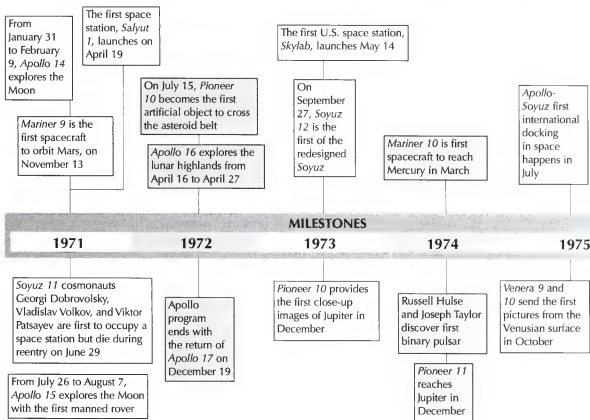 From
January 31
to February
9, Apollo 14
explores the
Moon
The first space
station, Salyut
1, launches on
April 19
Mariner 9 is the
first spacecraft
to orbit Mars, on
November 13
On July 15, Pioneer
10 becomes the first
artificial object to cross
the asteroid belt
Apollo 16 explores the
lunar highlands from
April 16 to April 27
The first U.S. space station,
Skylab, launches May 14
On
September
27, Soyuz
12 is the
first of the
redesigned
Soyuz
Mariner 10 is first
spacecraft to reach
Mercury in March
Apollo-
Soyuz first
international
docking
in space
happens in
July
MILESTONES
1971 1972 1973 1974 1975
Soyuz 11 cosmonauts
Georgi Dobrovolsky,
Vladislav Volkov, and Viktor
Patsayev are first to occupy a
space station but die during
reentry on June 29
From July 26 to August 7,
Apollo 15 explores the Moon
with the first manned rover
Apollo
program
ends with
the return of
Apollo 17 on
December 19
Pioneer 10 provides
the first close-up
images of Jupiter in
December
Russell Hulse
and Joseph Taylor
discover first
binary pulsar
Pioneer 11
reaches
Jupiter in
December
Venera 9 and
10 send the first
pictures from the
Venusian surface
in October